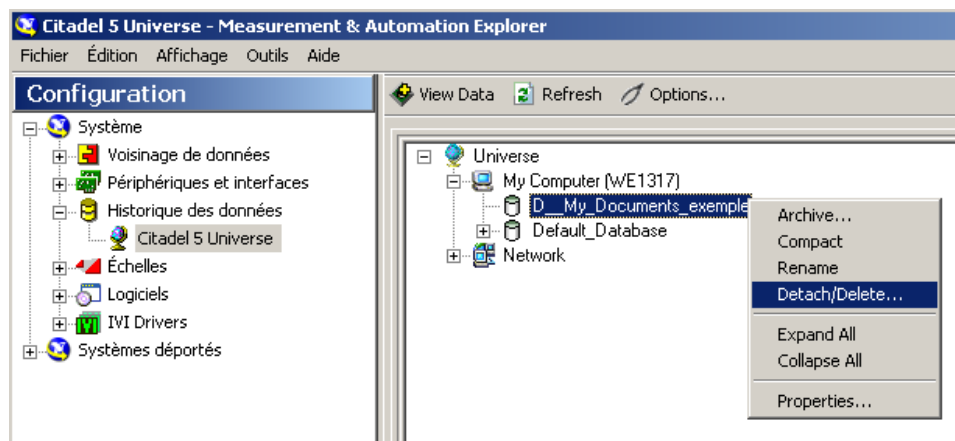 Citadel 5 Universe - Measurement & Automation Explorer
Fichier Édition Affichage Outils Aide
Configuration
Système
Voisinage de données
Périphériques et interfaces
Historique des données
Citadel 5 Universe
Échelles
Logiciels
IVI Drivers
Systèmes déportés
View Data Refresh Options...
Universe
My Computer (WE1317)
D__My_Documents_exemple
Default_Database
Network
Archive...
Compact
Rename
Detach/Delete...
Expand All
Collapse All
Properties...